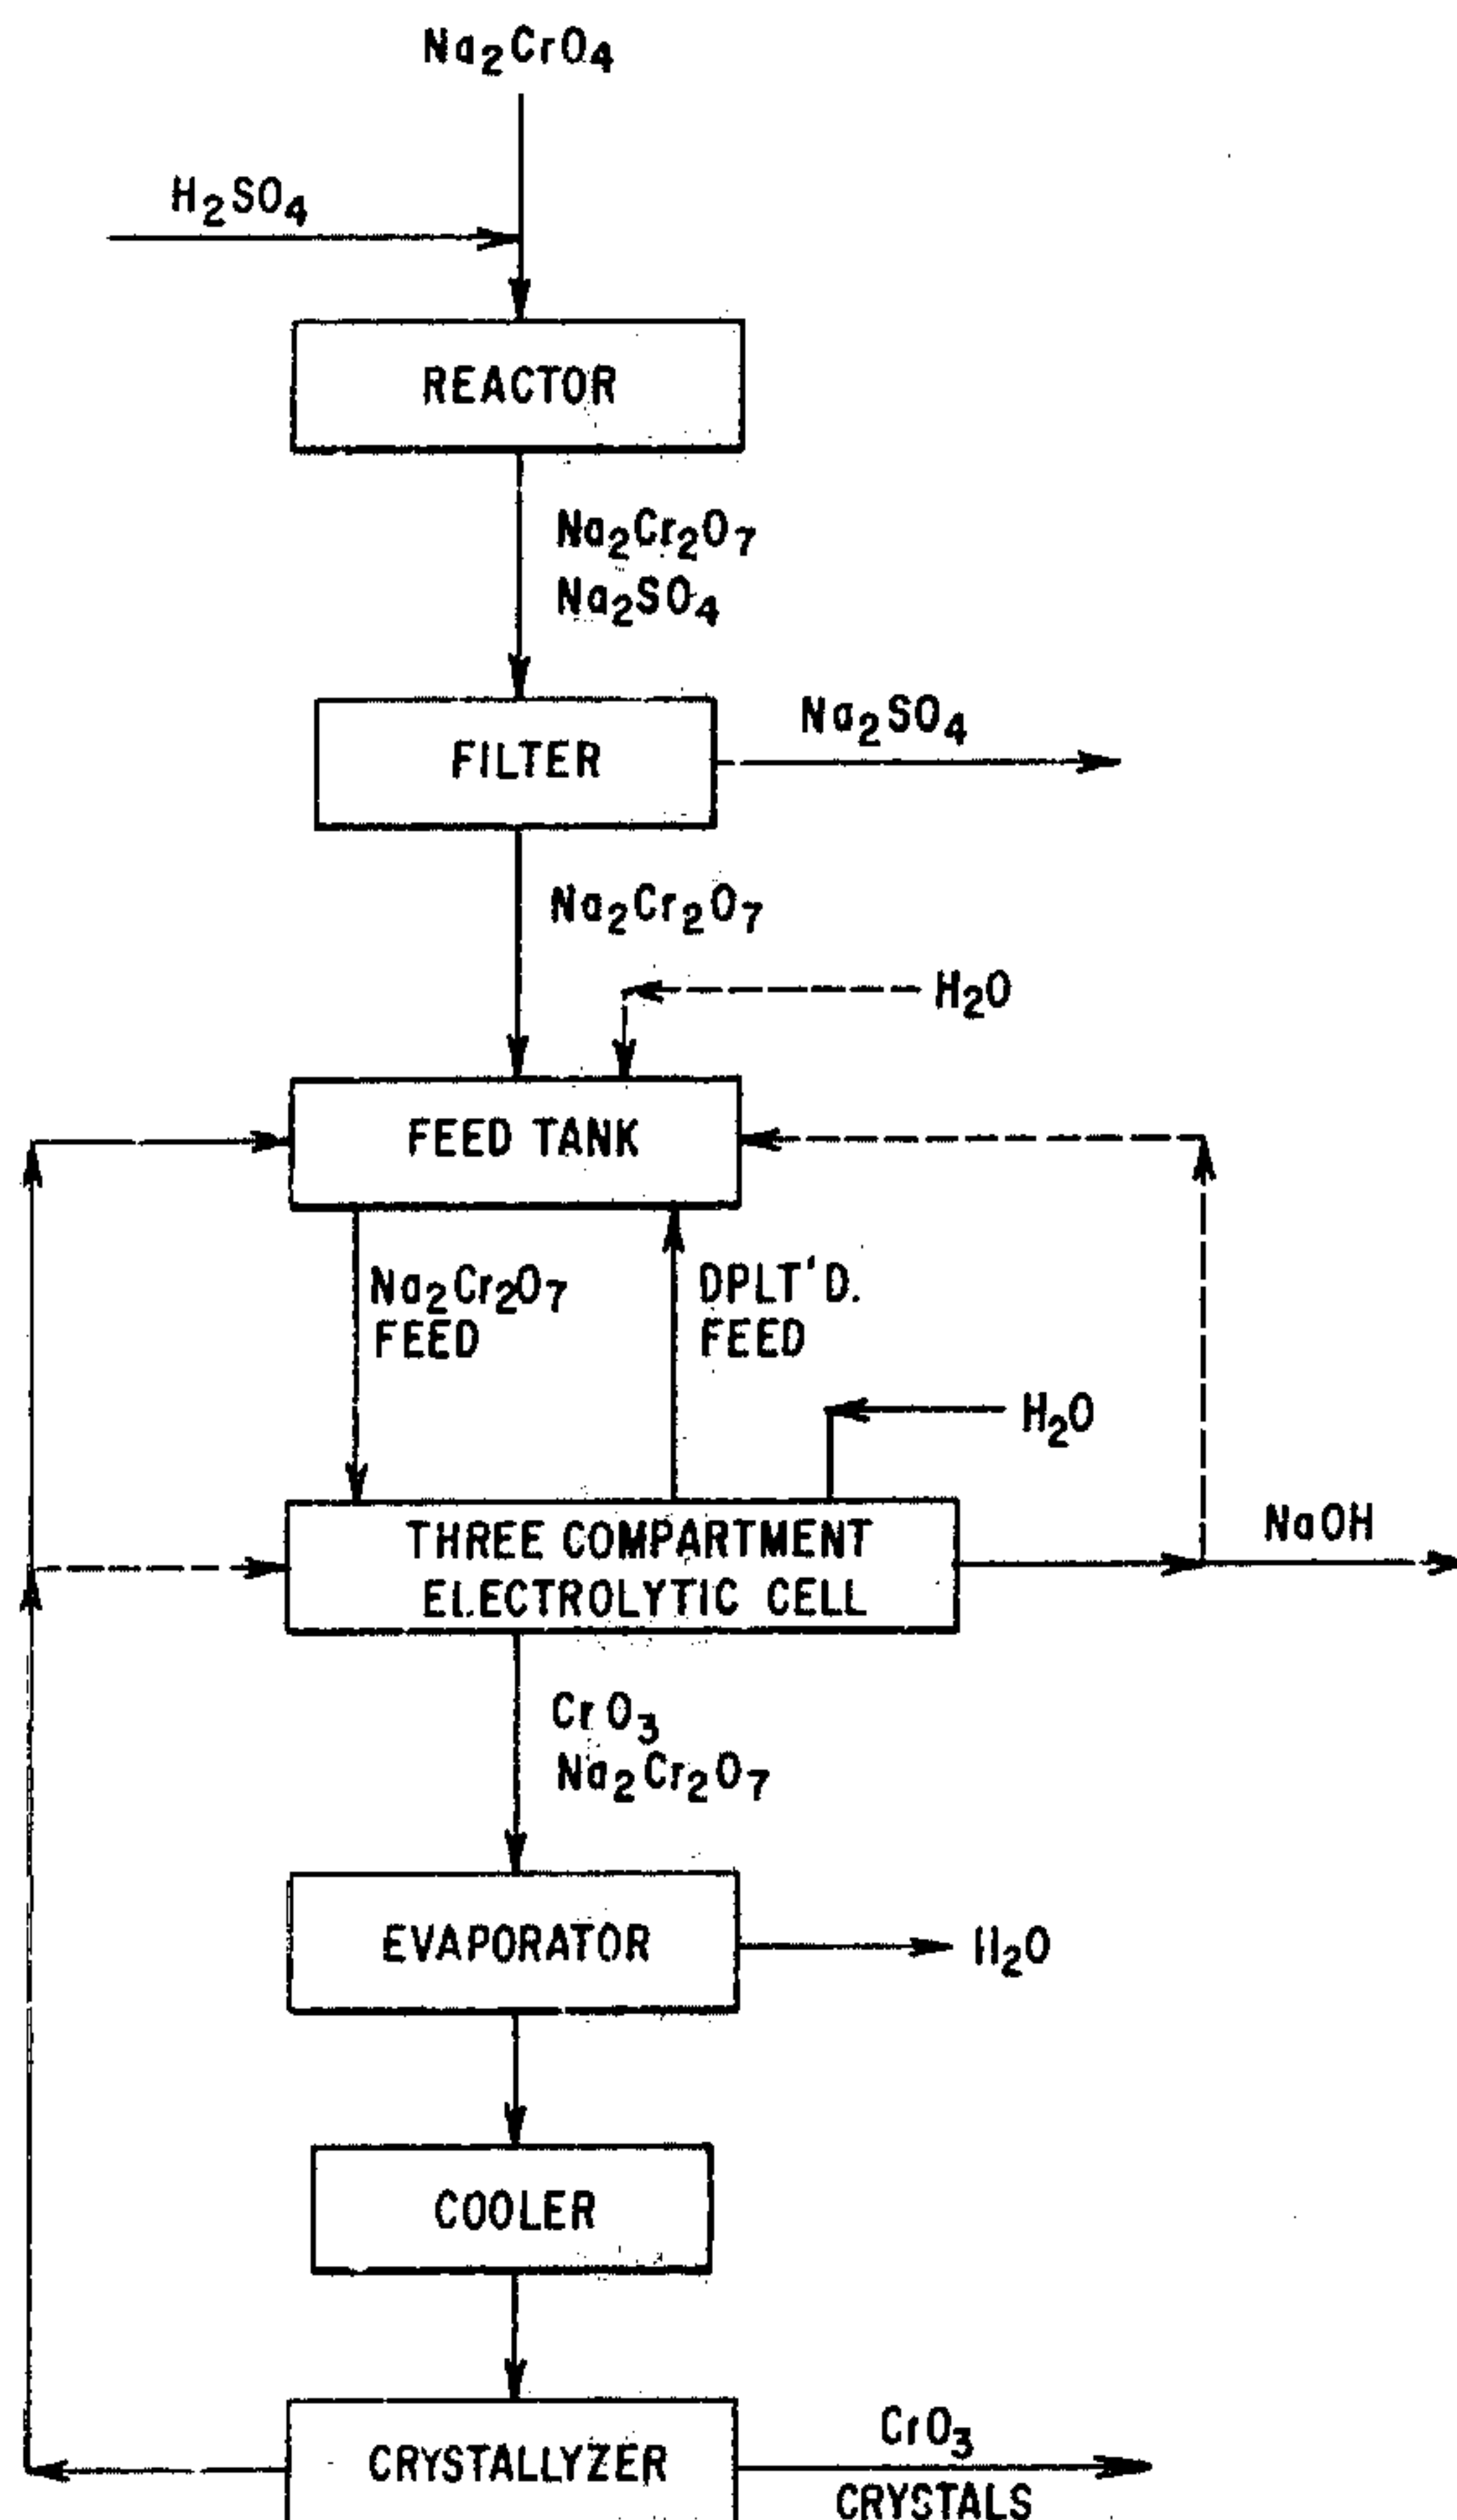 Na2CrO4
H2SO4
REACTOR
Na2Cr2O7
Na2SO4
FILTER
Na2SO4
Na2Cr2O7
H2O
FEED TANK
Na2Cr2O7
FEED
DPLT'D.
FEED
H2O
THREE COMPARTMENT
ELECTROLYTIC CELL
NaOH
CrO3
Na2Cr2O7
EVAPORATOR
H2O
COOLER
CRYSTALLYZER
CrO3
CRYSTALS